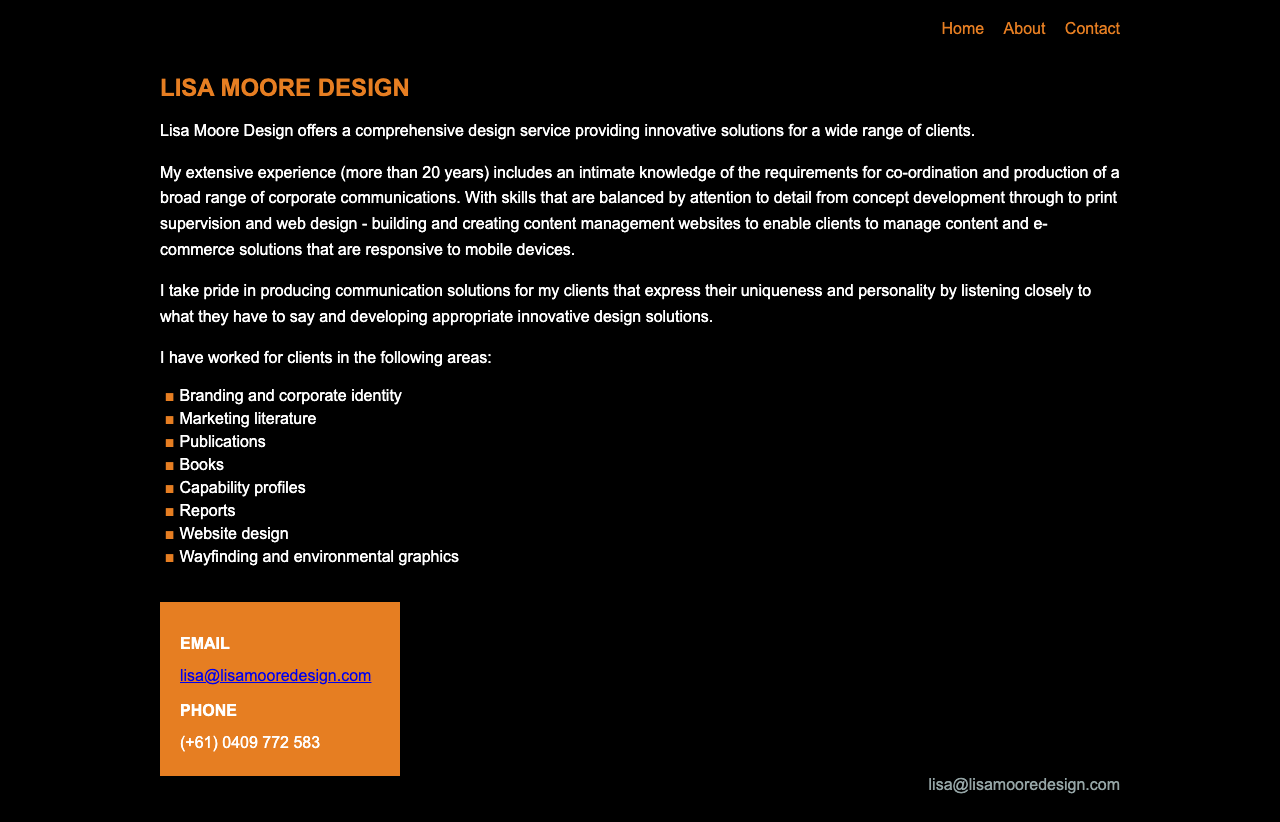 Home About Contact
LISA MOORE DESIGN
Lisa Moore Design offers a comprehensive design service providing innovative solutions for a wide range of clients.
My extensive experience (more than 20 years) includes an intimate knowledge of the requirements for co-ordination and production of a
broad range of corporate communications. With skills that are balanced by attention to detail from concept development through to print
supervision and web design - building and creating content management websites to enable clients to manage content and e-
commerce solutions that are responsive to mobile devices.
I take pride in producing communication solutions for my clients that express their uniqueness and personality by listening closely to
what they have to say and developing appropriate innovative design solutions.
I have worked for clients in the following areas:
■ Branding and corporate identity
■ Marketing literature
■ Publications
■ Books
■ Capability profiles
■ Reports
■ Website design
■ Wayfinding and environmental graphics
EMAIL
lisa@lisamooredesign.com
PHONE
(+61) 0409 772 583
lisa@lisamooredesign.com